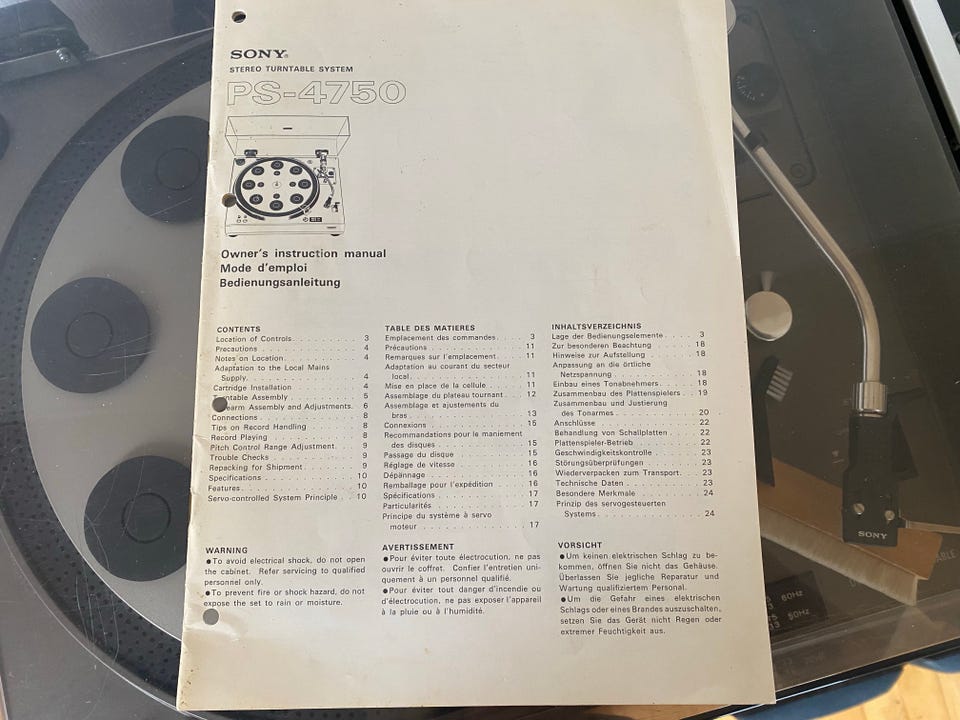 SONY®
STEREO TURNTABLE SYSTEM
PS-4750
Owner's instruction manual
Mode d'emploi
Bedienungsanleitung
CONTENTS
Location of Controls . . . . . . . . . . . . . 3
Precautions . . . . . . . . . . . . . . . . . . . 4
Notes on Location . . . . . . . . . . . . . . 4
Adaptation to the Local Mains
Supply . . . . . . . . . . . . . . . . . . . . . 4
Cartridge Installation . . . . . . . . . . . . 4
ntable Assembly . . . . . . . . . . . . . 5
earm Assembly and Adjustments . 6
Connections . . . . . . . . . . . . . . . . . . 8
Tips on Record Handling . . . . . . . . . 8
Record Playing . . . . . . . . . . . . . . . . 8
Pitch Control Range Adjustment . . . . 9
Trouble Checks . . . . . . . . . . . . . . . . 9
Repacking for Shipment . . . . . . . . . . 9
Specifications . . . . . . . . . . . . . . . . . 10
Features . . . . . . . . . . . . . . . . . . . . . 10
Servo-controlled System Principle . . . 10
TABLE DES MATIERES
Emplacement des commandes . . . . . 3
Précautions . . . . . . . . . . . . . . . . . . 11
Remarques sur l'emplacement . . . . . 11
Adaptation au courant du secteur
local . . . . . . . . . . . . . . . . . . . . . . 11
Mise en place de la cellule . . . . . . . . 11
Assemblage du plateau tournant . . . . 12
Assemblage et ajustements du
bras . . . . . . . . . . . . . . . . . . . . . . 13
Connexions . . . . . . . . . . . . . . . . . . 15
Recommandations pour le maniement
des disques . . . . . . . . . . . . . . . . . 15
Passage du disque . . . . . . . . . . . . . . 15
Réglage de vitesse . . . . . . . . . . . . . . 16
Dépannage . . . . . . . . . . . . . . . . . . . 16
Remballage pour l'expédition . . . . . . 16
Spécifications . . . . . . . . . . . . . . . . . 17
Particularités . . . . . . . . . . . . . . . . . . 17
Principe du système à servo
moteur . . . . . . . . . . . . . . . . . . . . 17
INHALTSVERZEICHNIS
Lage der Bedienungselemente . . . . . 3
Zur besonderen Beachtung . . . . . . . 18
Hinweise zur Aufstellung . . . . . . . . . 18
Anpassung an die örtliche
Netzspannung . . . . . . . . . . . . . . . 18
Einbau eines Tonabnehmers . . . . . . . 18
Zusammenbau des Plattenspielers . . . 19
Zusammenbau und Justierung
des Tonarmes . . . . . . . . . . . . . . . 20
Anschlüsse . . . . . . . . . . . . . . . . . . . 22
Behandlung von Schallplatten . . . . . . 22
Plattenspieler-Betrieb . . . . . . . . . . . . 22
Geschwindigkeitskontrolle . . . . . . . . 23
Störungsüberprüfungen . . . . . . . . . . 23
Wiederverpacken zum Transport . . . . 23
Technische Daten . . . . . . . . . . . . . . 23
Besondere Merkmale . . . . . . . . . . . . 24
Prinzip des servogesteuerten
Systems . . . . . . . . . . . . . . . . . . . 24
WARNING
●To avoid electrical shock, do not open
the cabinet. Refer servicing to qualified
personnel only.
●To prevent fire or shock hazard, do not
expose the set to rain or moisture.
AVERTISSEMENT
●Pour éviter toute électrocution, ne pas
ouvrir le coffret. Confier l'entretien uni-
quement à un personnel qualifié.
●Pour éviter tout danger d'incendie ou
d'électrocution, ne pas exposer l'appareil
à la pluie ou à l'humidité.
VORSICHT
●Um keinen elektrischen Schlag zu be-
kommen, öffnen Sie nicht das Gehäuse.
Überlassen Sie jegliche Reparatur und
Wartung qualifiziertem Personal.
●Um die Gefahr eines elektrischen
Schlags oder eines Brandes auszuschalten,
setzen Sie das Gerät nicht Regen oder
extremer Feuchtigkeit aus.
SONY
60Hz
50Hz
33